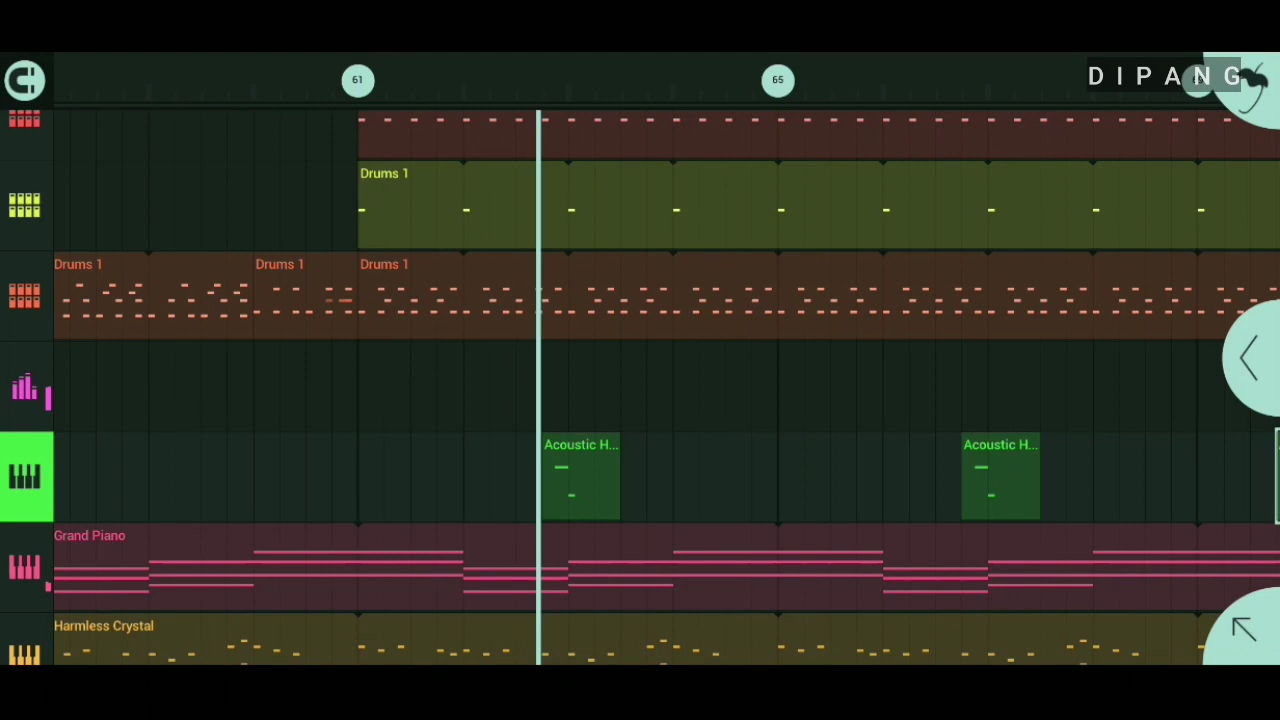 61
65
DIPANG
Drums 1
Drums 1
Drums 1
Drums 1
Acoustic H...
Acoustic H...
Grand Piano
Harmless Crystal